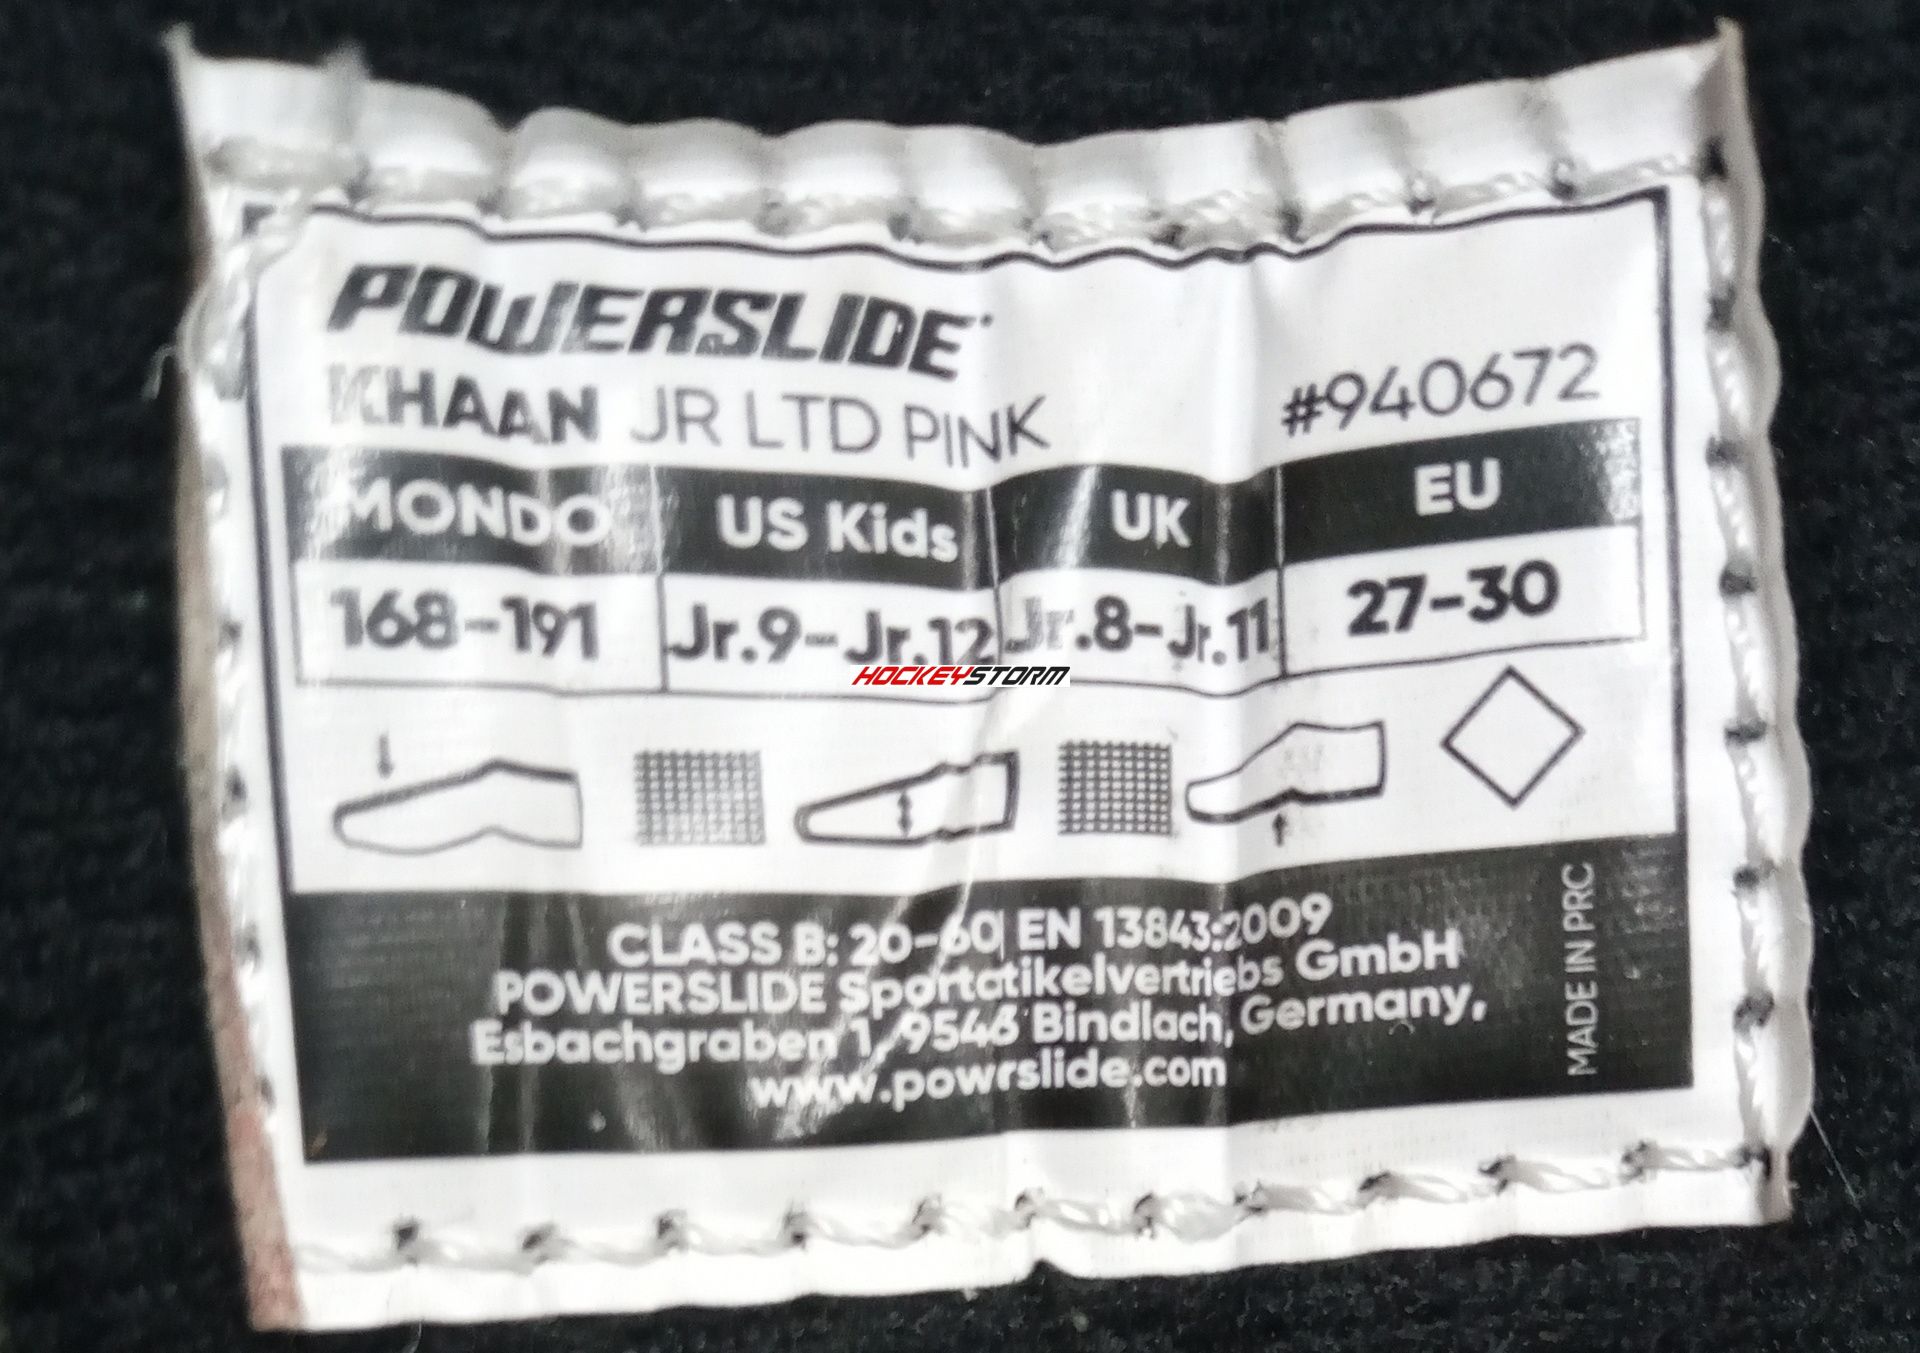 POWERSLIDE
KHAAN JR LTD PINK
#940672
MONDO US Kids UK EU
168-191 Jr.9-Jr.12 Jr.8-Jr.11 27-30
HOCKEYSTORM
CLASS B: 20-60| EN 13843:2009
POWERSLIDE Sportatikelvertriebs GmbH
Esbachgraben 1, 9546 Bindlach, Germany,
www.powrslide.com
MADE IN PRC